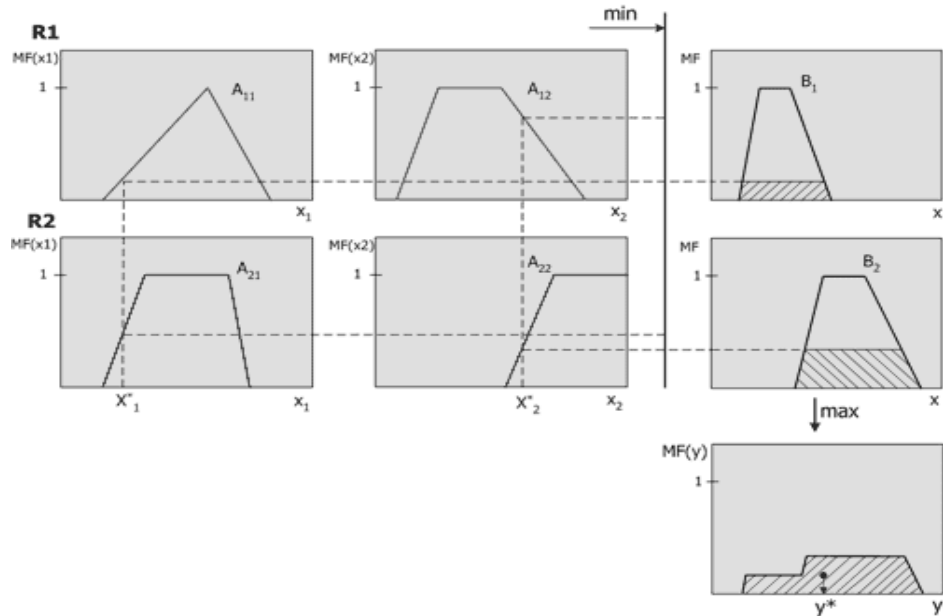 min
R1
MF(x1) MF(x2) MF
1 A₁₁ 1 A₁₂ 1 B₁
x₁ x₂ x
R2
MF(x1) MF(x2) MF
1 A₂₁ 1 A₂₂ 1 B₂
X*₁ x₁ X*₂ x₂ x
max
MF(y)
1
y* y